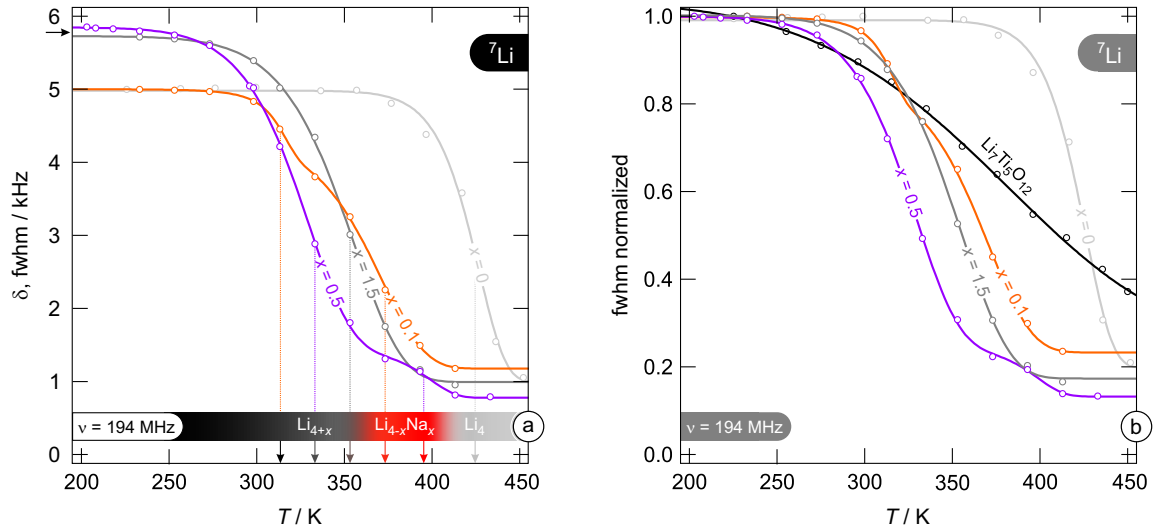 6
5
4
3
2
1
0
δ, fwhm / kHz
⁷Li
x = 0
x = 0.1
x = 1.5
x = 0.5
ν = 194 MHz
Li₄₊ₓ
Li₄₋ₓNaₓ
Li₄
a
200 250 300 350 400 450
T / K
1.0
0.8
0.6
0.4
0.2
0.0
fwhm normalized
⁷Li
Li₇Ti₅O₁₂
x = 0
x = 0.5
x = 0.1
x = 1.5
ν = 194 MHz
b
200 250 300 350 400 450
T / K